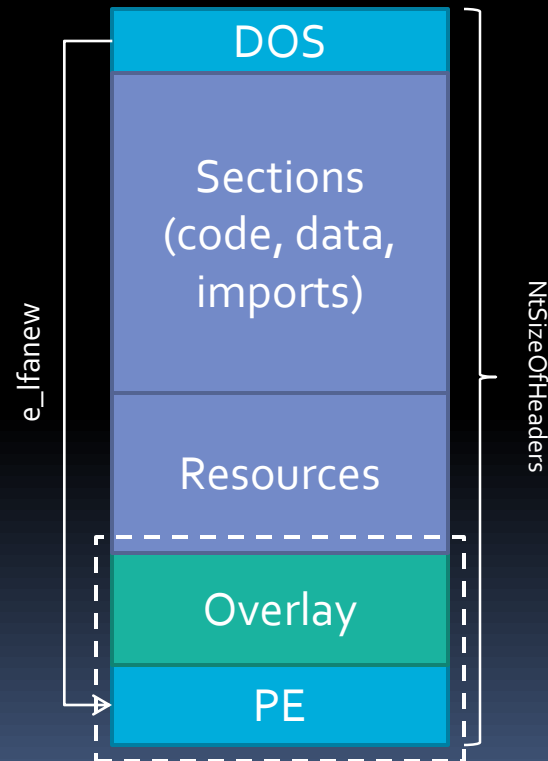 DOS
Sections
(code, data,
imports)
e_lfanew
NtSizeOfHeaders
Resources
Overlay
PE